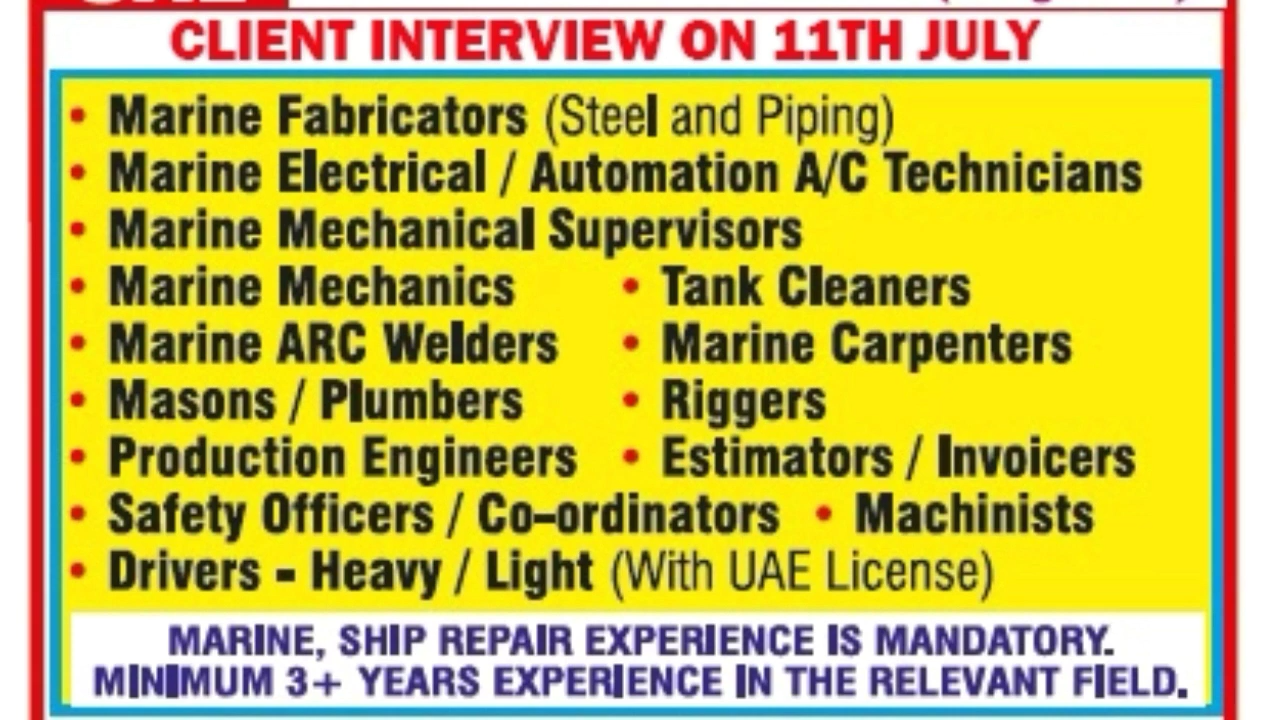 CLIENT INTERVIEW ON 11TH JULY
• Marine Fabricators (Steel and Piping)
• Marine Electrical / Automation A/C Technicians
• Marine Mechanical Supervisors
• Marine Mechanics • Tank Cleaners
• Marine ARC Welders • Marine Carpenters
• Masons / Plumbers • Riggers
• Production Engineers • Estimators / Invoicers
• Safety Officers / Co-ordinators • Machinists
• Drivers - Heavy / Light (With UAE License)
MARINE, SHIP REPAIR EXPERIENCE IS MANDATORY.
MINIMUM 3+ YEARS EXPERIENCE IN THE RELEVANT FIELD.